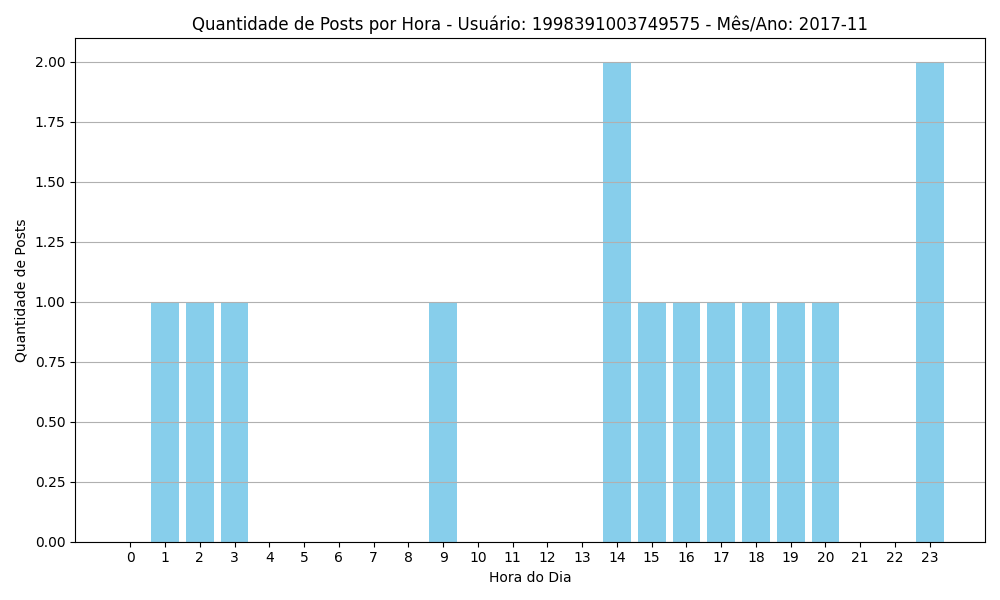 Quantidade de Posts por Hora - Usuário: 1998391003749575 - Mês/Ano: 2017-11
Quantidade de Posts
2.00
1.75
1.50
1.25
1.00
0.75
0.50
0.25
0.00
0 1 2 3 4 5 6 7 8 9 10 11 12 13 14 15 16 17 18 19 20 21 22 23
Hora do Dia